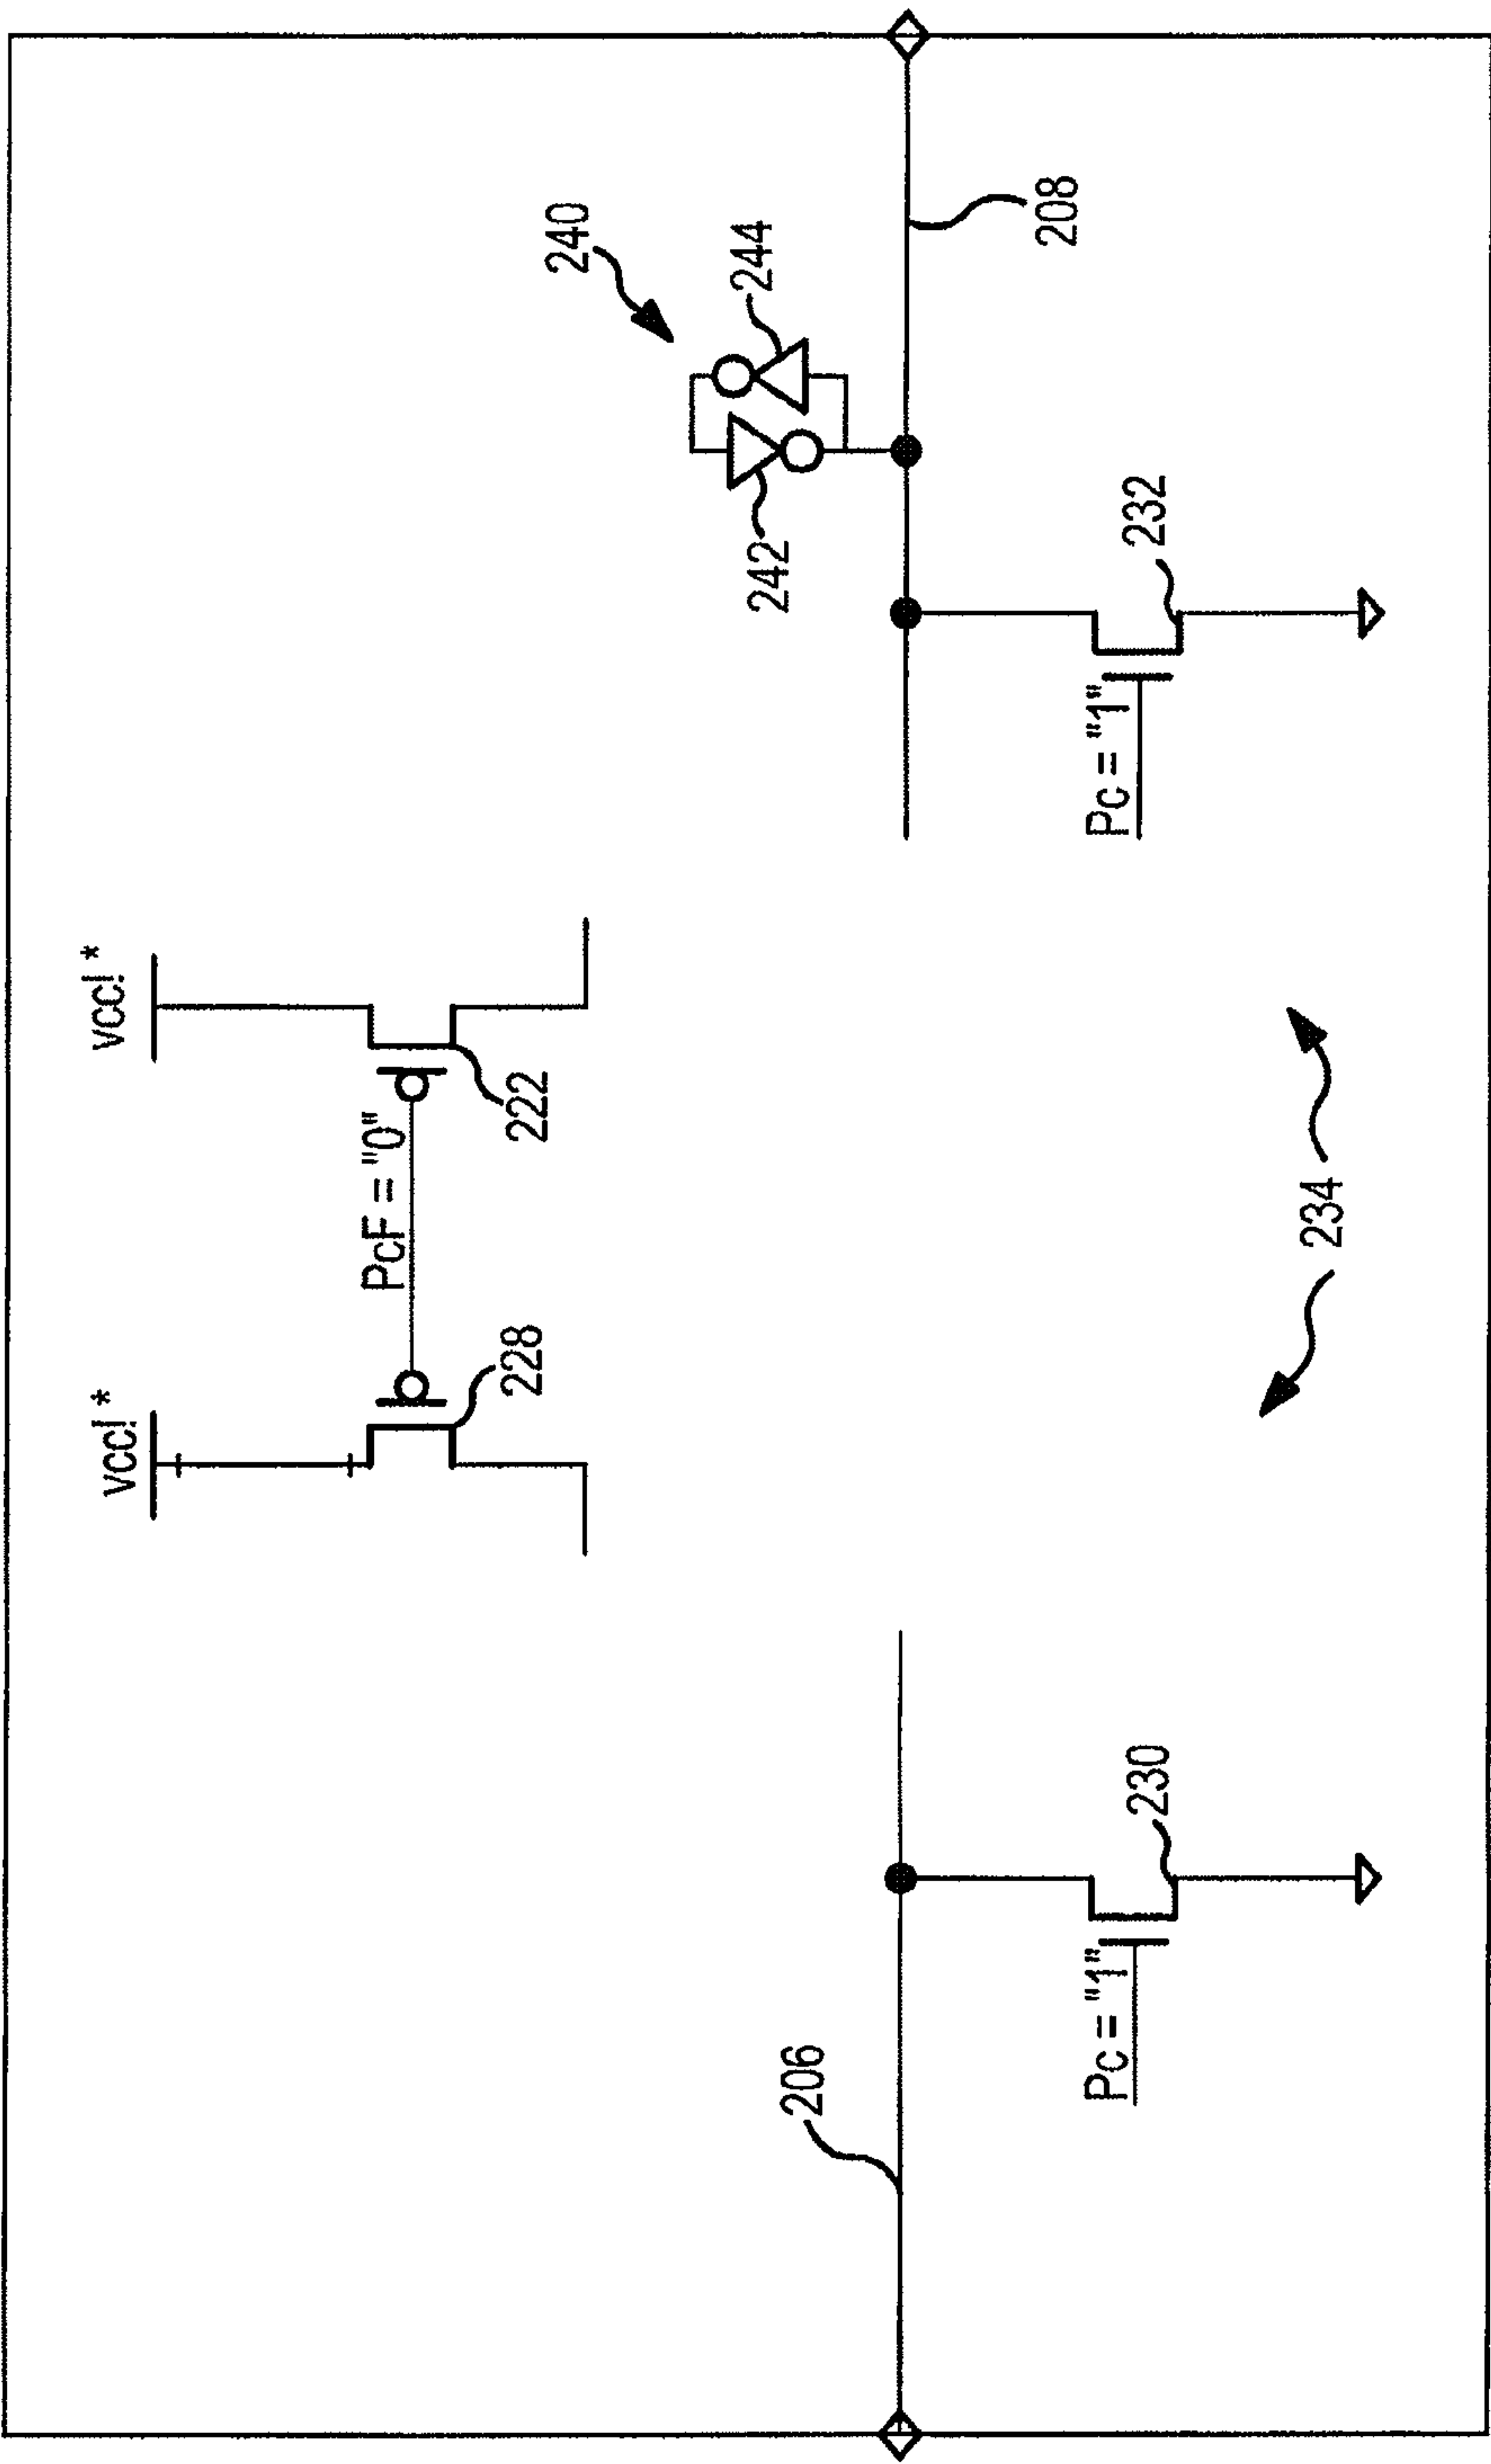 vcc!*
vcc!*
PcF = "0"
228
222
240
242
244
206
208
Pc = "1"
230
Pc = "1"
232
234